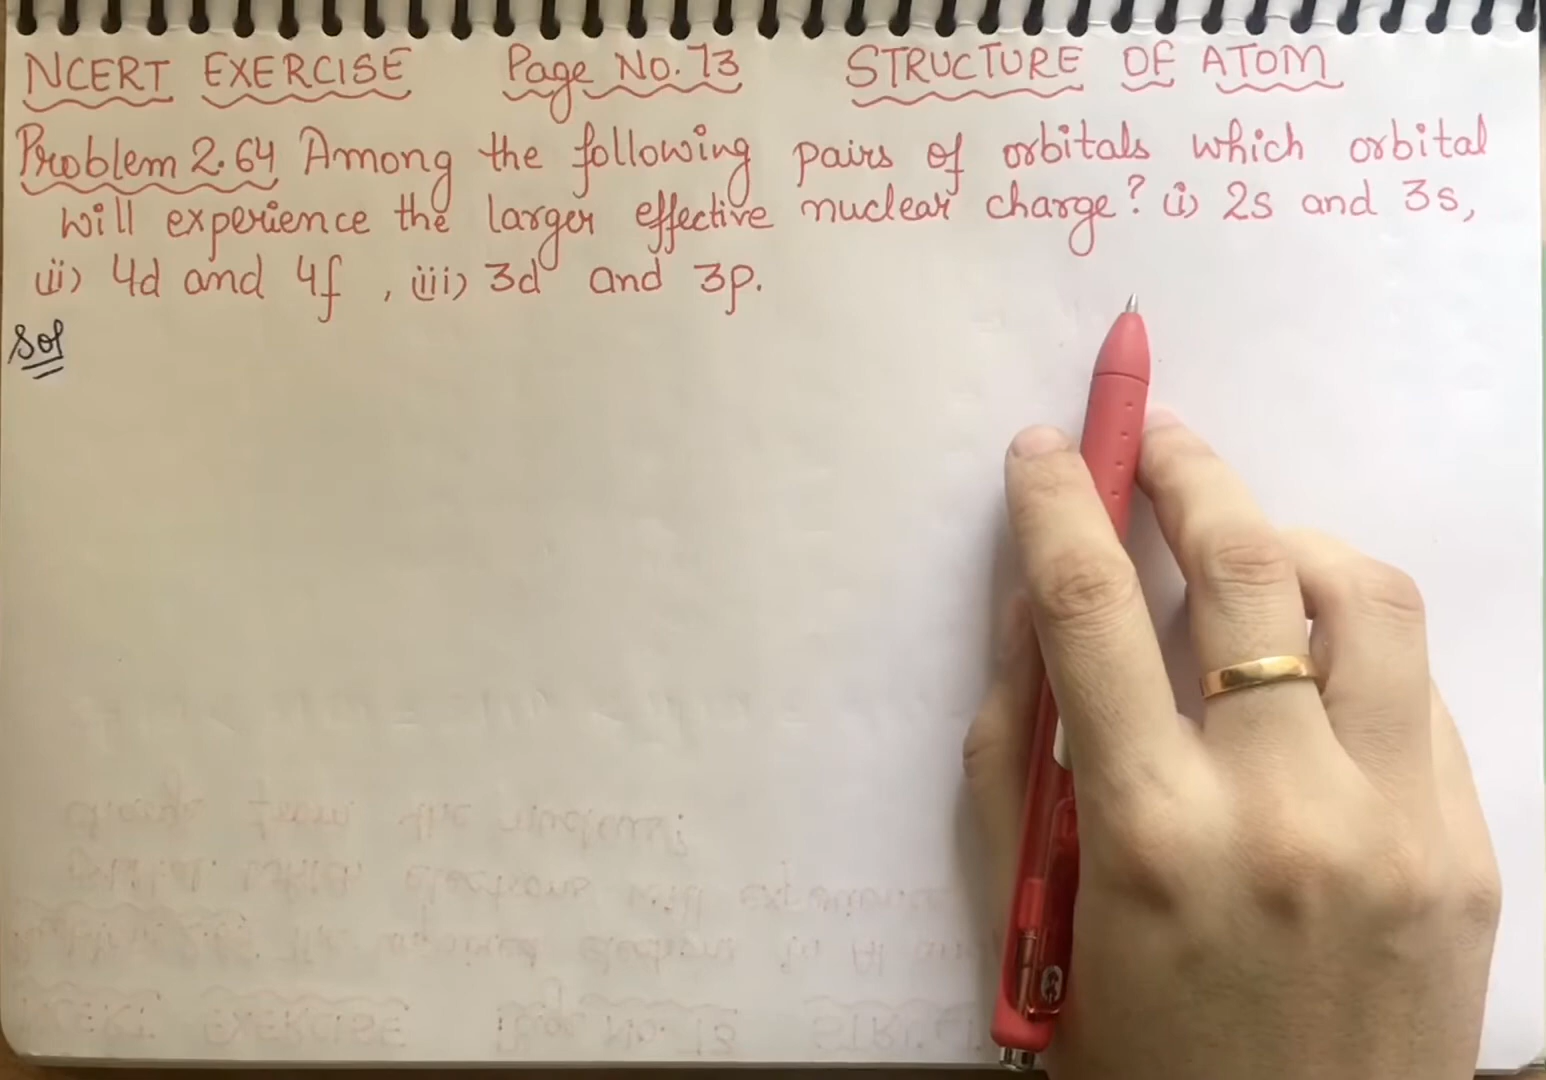 NCERT EXERCISE Page No. 73 STRUCTURE OF ATOM
Problem 2.64 Among the following pairs of orbitals which orbital
will experience the larger effective nuclear charge? (i) 2s and 3s,
(ii) 4d and 4f , (iii) 3d and 3p.
Sol